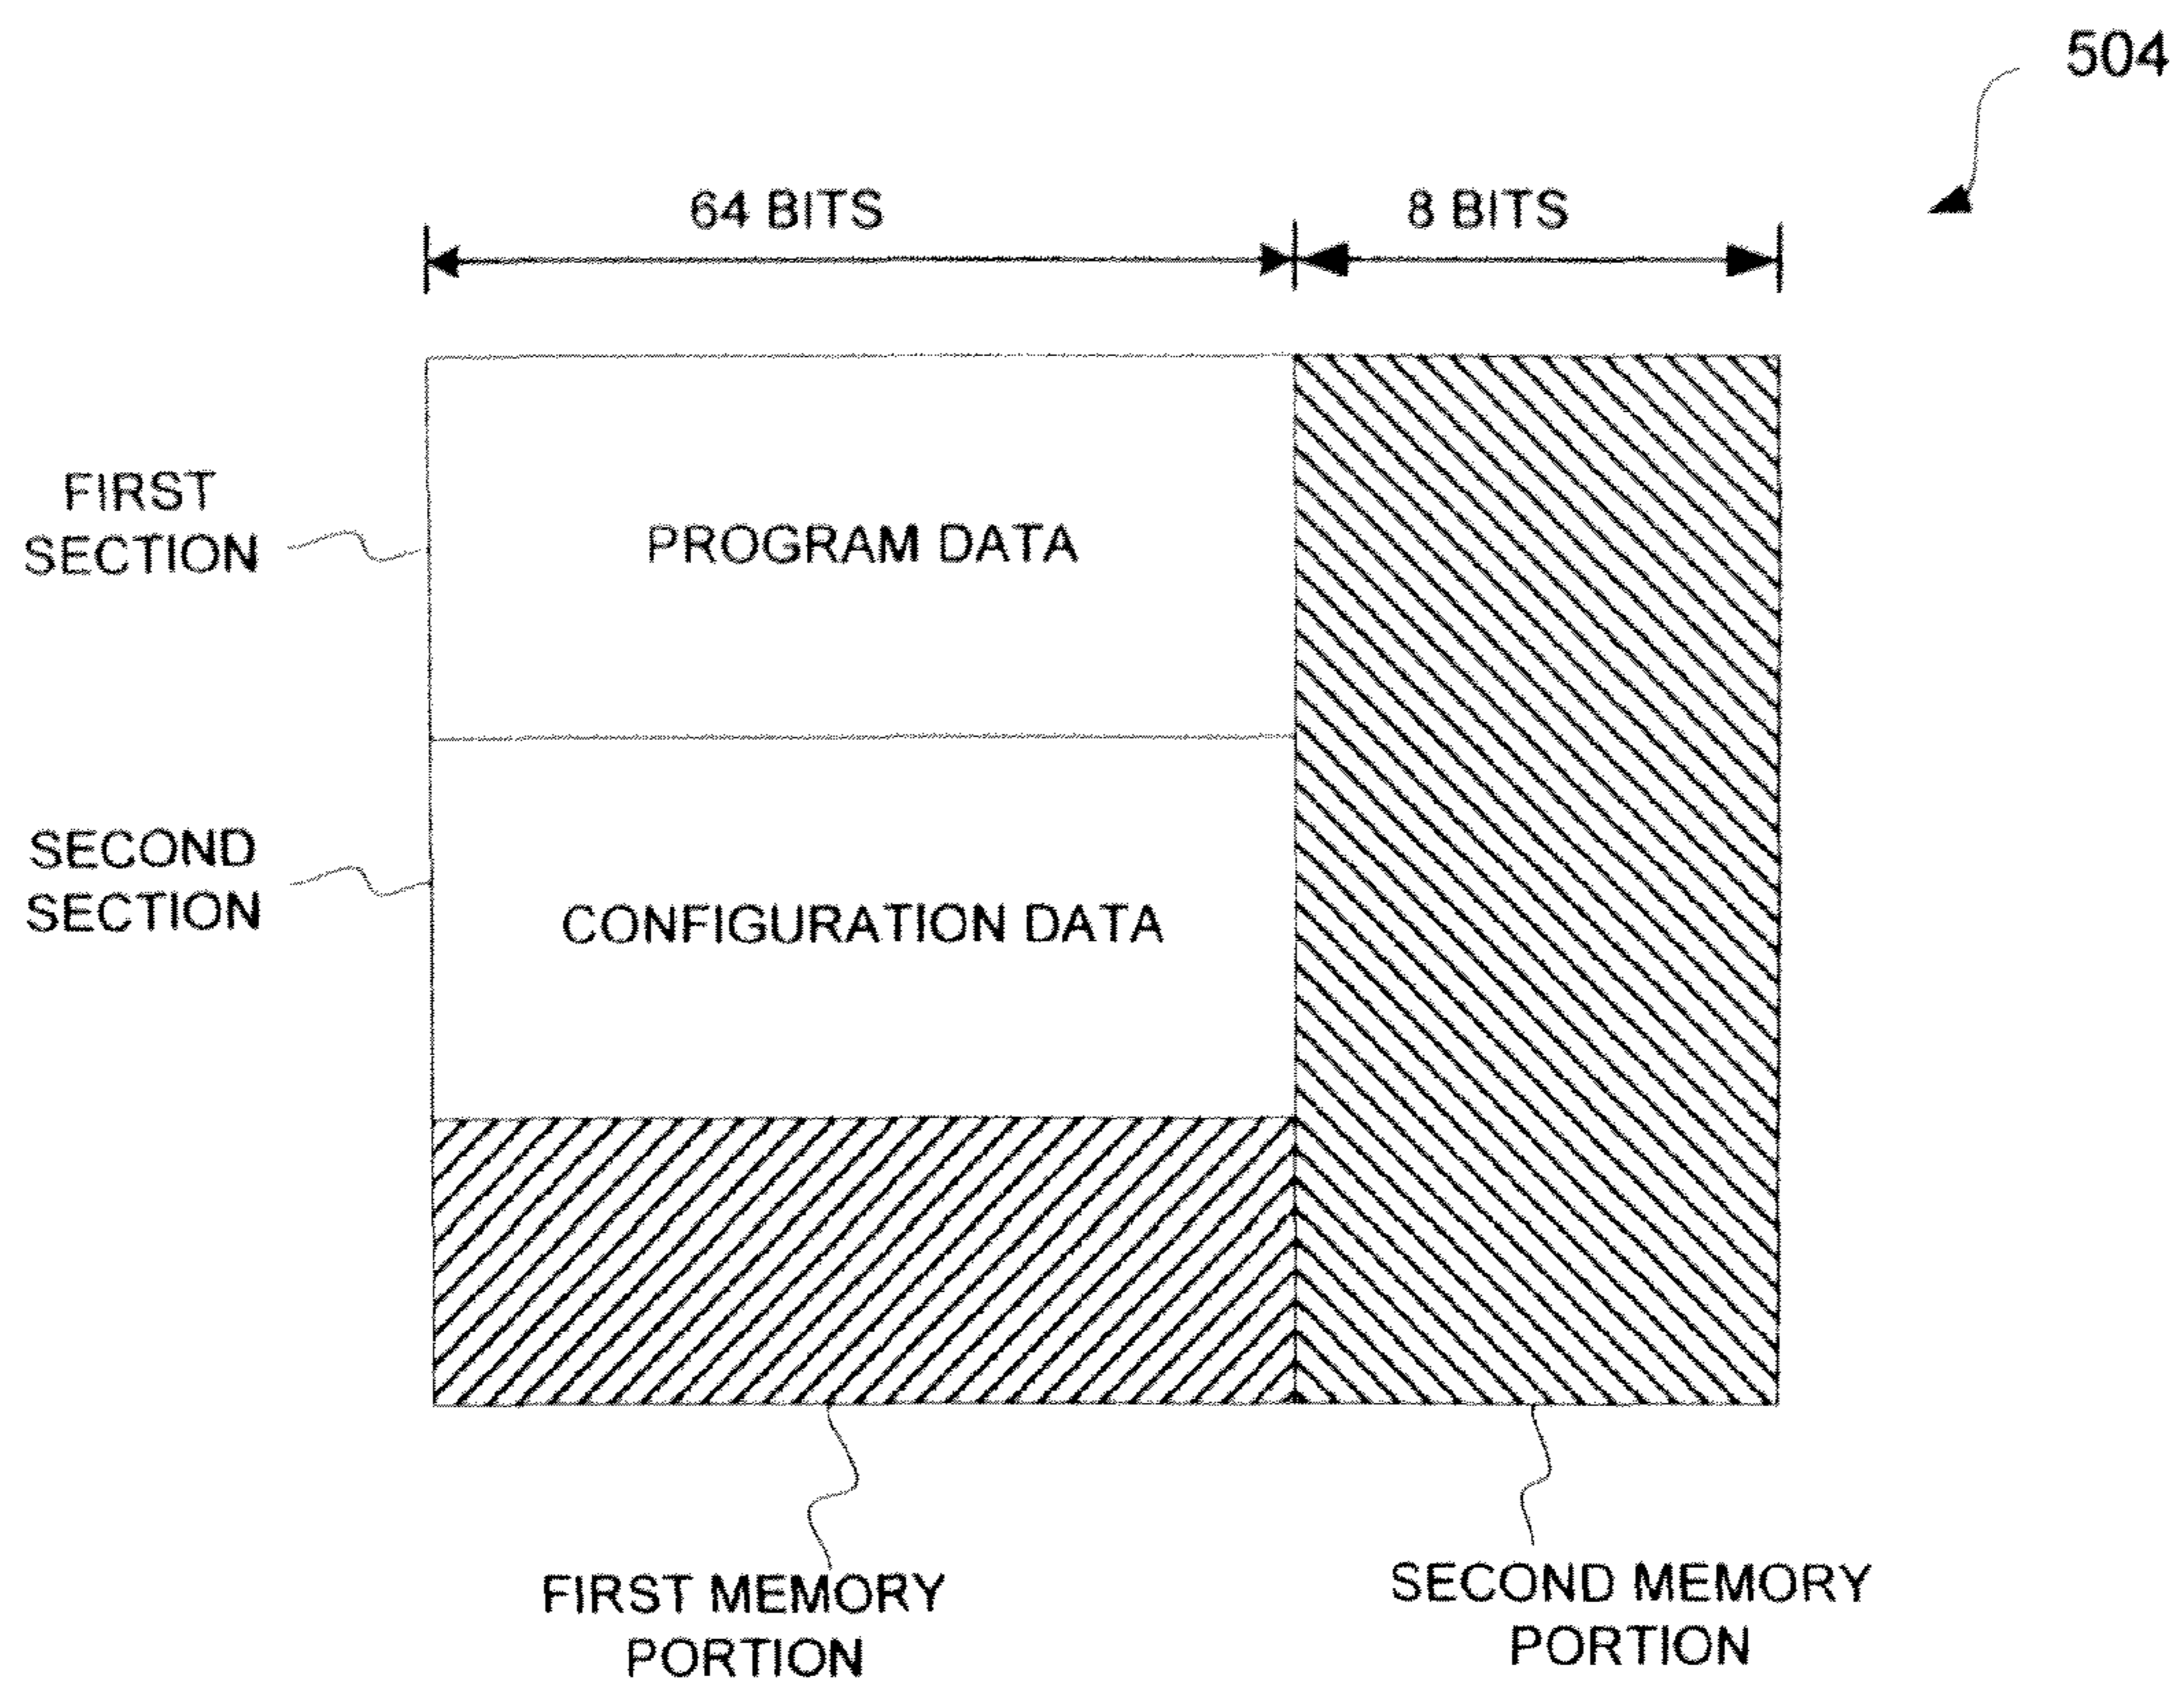 504
64 BITS
8 BITS
FIRST
SECTION
PROGRAM DATA
SECOND
SECTION
CONFIGURATION DATA
FIRST MEMORY
PORTION
SECOND MEMORY
PORTION